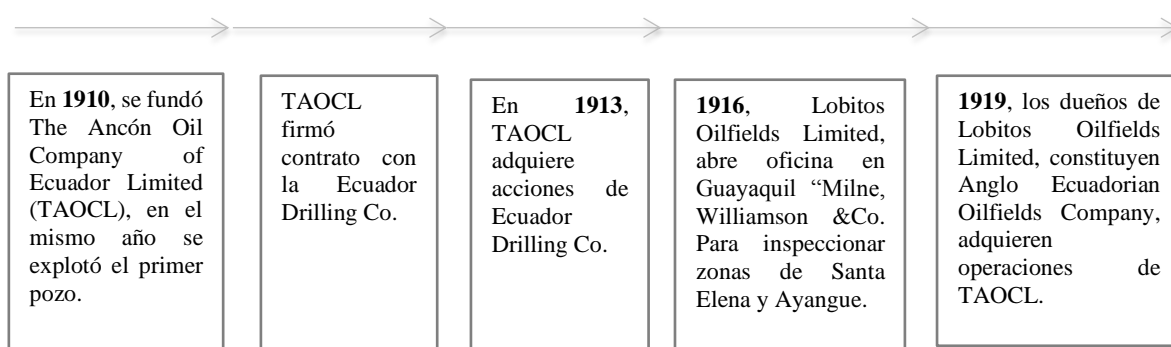 En 1910, se fundó
The Ancón Oil
Company of
Ecuador Limited
(TAOCL), en el
mismo año se
explotó el primer
pozo.
TAOCL
firmó
contrato con
la Ecuador
Drilling Co.
En 1913,
TAOCL
adquiere
acciones de
Ecuador
Drilling Co.
1916, Lobitos
Oilfields Limited,
abre oficina en
Guayaquil “Milne,
Williamson &Co.
Para inspeccionar
zonas de Santa
Elena y Ayangue.
1919, los dueños de
Lobitos Oilfields
Limited, constituyen
Anglo Ecuadorian
Oilfields Company,
adquieren
operaciones de
TAOCL.